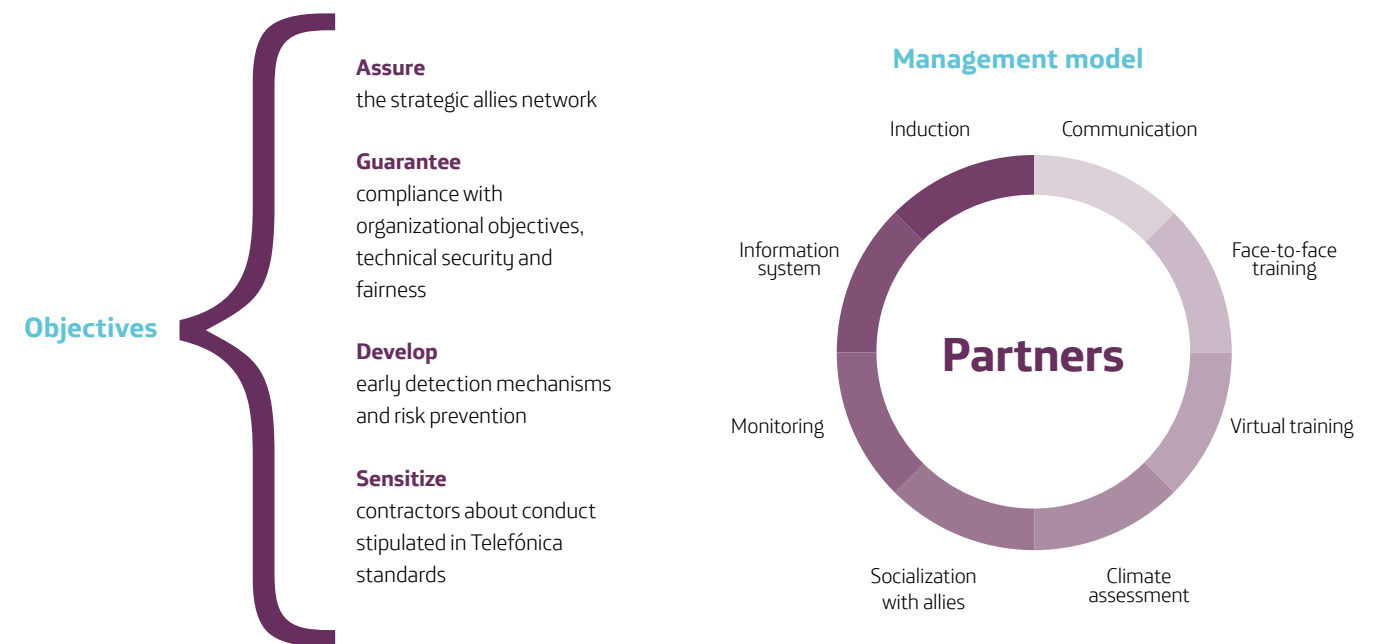 Objectives
Assure
the strategic allies network
Guarantee
compliance with
organizational objectives,
technical security and
fairness
Develop
early detection mechanisms
and risk prevention
Sensitize
contractors about conduct
stipulated in Telefónica
standards
Management model
Induction
Communication
Information
system
Face-to-face
training
Partners
Monitoring
Virtual training
Socialization
with allies
Climate
assessment